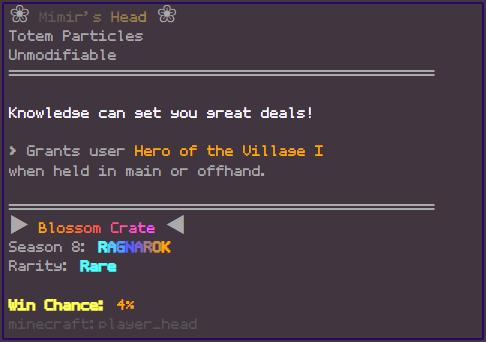 ❀ Mimir's Head ❀
Totem Particles
Unmodifiable
Knowledge can get you great deals!
> Grants user Hero of the Village I
when held in main or offhand.
▶ Blossom Crate ◀
Season 8: RAGNAROK
Rarity: Rare
Win Chance: 4%
minecraft:player_head